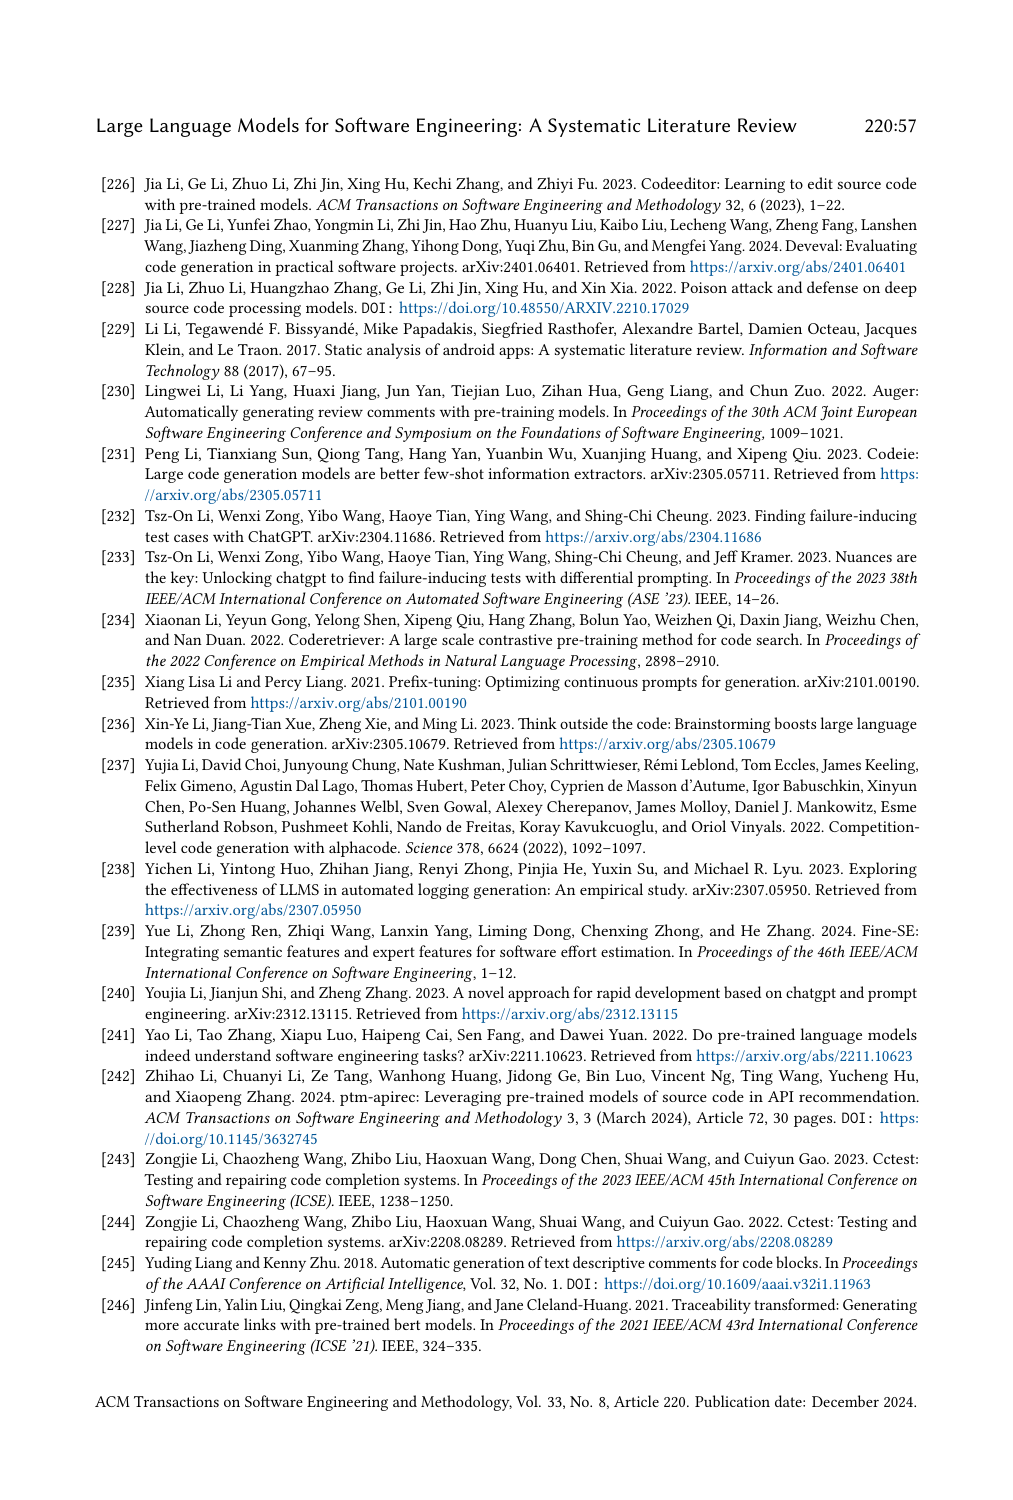 Large Language Models for Software Engineering: A Systematic Literature Review 220:57
[226] Jia Li, Ge Li, Zhuo Li, Zhi Jin, Xing Hu, Kechi Zhang, and Zhiyi Fu. 2023. Codeeditor: Learning to edit source code
with pre-trained models. ACM Transactions on Software Engineering and Methodology 32, 6 (2023), 1–22.
[227] Jia Li, Ge Li, Yunfei Zhao, Yongmin Li, Zhi Jin, Hao Zhu, Huanyu Liu, Kaibo Liu, Lecheng Wang, Zheng Fang, Lanshen
Wang, Jiazheng Ding, Xuanming Zhang, Yihong Dong, Yuqi Zhu, Bin Gu, and Mengfei Yang. 2024. Deveval: Evaluating
code generation in practical software projects. arXiv:2401.06401. Retrieved from https://arxiv.org/abs/2401.06401
[228] Jia Li, Zhuo Li, Huangzhao Zhang, Ge Li, Zhi Jin, Xing Hu, and Xin Xia. 2022. Poison attack and defense on deep
source code processing models. DOI: https://doi.org/10.48550/ARXIV.2210.17029
[229] Li Li, Tegawendé F. Bissyandé, Mike Papadakis, Siegfried Rasthofer, Alexandre Bartel, Damien Octeau, Jacques
Klein, and Le Traon. 2017. Static analysis of android apps: A systematic literature review. Information and Software
Technology 88 (2017), 67–95.
[230] Lingwei Li, Li Yang, Huaxi Jiang, Jun Yan, Tiejian Luo, Zihan Hua, Geng Liang, and Chun Zuo. 2022. Auger:
Automatically generating review comments with pre-training models. In Proceedings of the 30th ACM Joint European
Software Engineering Conference and Symposium on the Foundations of Software Engineering, 1009–1021.
[231] Peng Li, Tianxiang Sun, Qiong Tang, Hang Yan, Yuanbin Wu, Xuanjing Huang, and Xipeng Qiu. 2023. Codeie:
Large code generation models are better few-shot information extractors. arXiv:2305.05711. Retrieved from https:
//arxiv.org/abs/2305.05711
[232] Tsz-On Li, Wenxi Zong, Yibo Wang, Haoye Tian, Ying Wang, and Shing-Chi Cheung. 2023. Finding failure-inducing
test cases with ChatGPT. arXiv:2304.11686. Retrieved from https://arxiv.org/abs/2304.11686
[233] Tsz-On Li, Wenxi Zong, Yibo Wang, Haoye Tian, Ying Wang, Shing-Chi Cheung, and Jeff Kramer. 2023. Nuances are
the key: Unlocking chatgpt to find failure-inducing tests with differential prompting. In Proceedings of the 2023 38th
IEEE/ACM International Conference on Automated Software Engineering (ASE ’23). IEEE, 14–26.
[234] Xiaonan Li, Yeyun Gong, Yelong Shen, Xipeng Qiu, Hang Zhang, Bolun Yao, Weizhen Qi, Daxin Jiang, Weizhu Chen,
and Nan Duan. 2022. Coderetriever: A large scale contrastive pre-training method for code search. In Proceedings of
the 2022 Conference on Empirical Methods in Natural Language Processing, 2898–2910.
[235] Xiang Lisa Li and Percy Liang. 2021. Prefix-tuning: Optimizing continuous prompts for generation. arXiv:2101.00190.
Retrieved from https://arxiv.org/abs/2101.00190
[236] Xin-Ye Li, Jiang-Tian Xue, Zheng Xie, and Ming Li. 2023. Think outside the code: Brainstorming boosts large language
models in code generation. arXiv:2305.10679. Retrieved from https://arxiv.org/abs/2305.10679
[237] Yujia Li, David Choi, Junyoung Chung, Nate Kushman, Julian Schrittwieser, Rémi Leblond, Tom Eccles, James Keeling,
Felix Gimeno, Agustin Dal Lago, Thomas Hubert, Peter Choy, Cyprien de Masson d’Autume, Igor Babuschkin, Xinyun
Chen, Po-Sen Huang, Johannes Welbl, Sven Gowal, Alexey Cherepanov, James Molloy, Daniel J. Mankowitz, Esme
Sutherland Robson, Pushmeet Kohli, Nando de Freitas, Koray Kavukcuoglu, and Oriol Vinyals. 2022. Competition-
level code generation with alphacode. Science 378, 6624 (2022), 1092–1097.
[238] Yichen Li, Yintong Huo, Zhihan Jiang, Renyi Zhong, Pinjia He, Yuxin Su, and Michael R. Lyu. 2023. Exploring
the effectiveness of LLMS in automated logging generation: An empirical study. arXiv:2307.05950. Retrieved from
https://arxiv.org/abs/2307.05950
[239] Yue Li, Zhong Ren, Zhiqi Wang, Lanxin Yang, Liming Dong, Chenxing Zhong, and He Zhang. 2024. Fine-SE:
Integrating semantic features and expert features for software effort estimation. In Proceedings of the 46th IEEE/ACM
International Conference on Software Engineering, 1–12.
[240] Youjia Li, Jianjun Shi, and Zheng Zhang. 2023. A novel approach for rapid development based on chatgpt and prompt
engineering. arXiv:2312.13115. Retrieved from https://arxiv.org/abs/2312.13115
[241] Yao Li, Tao Zhang, Xiapu Luo, Haipeng Cai, Sen Fang, and Dawei Yuan. 2022. Do pre-trained language models
indeed understand software engineering tasks? arXiv:2211.10623. Retrieved from https://arxiv.org/abs/2211.10623
[242] Zhihao Li, Chuanyi Li, Ze Tang, Wanhong Huang, Jidong Ge, Bin Luo, Vincent Ng, Ting Wang, Yucheng Hu,
and Xiaopeng Zhang. 2024. ptm-apirec: Leveraging pre-trained models of source code in API recommendation.
ACM Transactions on Software Engineering and Methodology 3, 3 (March 2024), Article 72, 30 pages. DOI: https:
//doi.org/10.1145/3632745
[243] Zongjie Li, Chaozheng Wang, Zhibo Liu, Haoxuan Wang, Dong Chen, Shuai Wang, and Cuiyun Gao. 2023. Cctest:
Testing and repairing code completion systems. In Proceedings of the 2023 IEEE/ACM 45th International Conference on
Software Engineering (ICSE). IEEE, 1238–1250.
[244] Zongjie Li, Chaozheng Wang, Zhibo Liu, Haoxuan Wang, Shuai Wang, and Cuiyun Gao. 2022. Cctest: Testing and
repairing code completion systems. arXiv:2208.08289. Retrieved from https://arxiv.org/abs/2208.08289
[245] Yuding Liang and Kenny Zhu. 2018. Automatic generation of text descriptive comments for code blocks. In Proceedings
of the AAAI Conference on Artificial Intelligence, Vol. 32, No. 1. DOI: https://doi.org/10.1609/aaai.v32i1.11963
[246] Jinfeng Lin, Yalin Liu, Qingkai Zeng, Meng Jiang, and Jane Cleland-Huang. 2021. Traceability transformed: Generating
more accurate links with pre-trained bert models. In Proceedings of the 2021 IEEE/ACM 43rd International Conference
on Software Engineering (ICSE ’21). IEEE, 324–335.
ACM Transactions on Software Engineering and Methodology, Vol. 33, No. 8, Article 220. Publication date: December 2024.